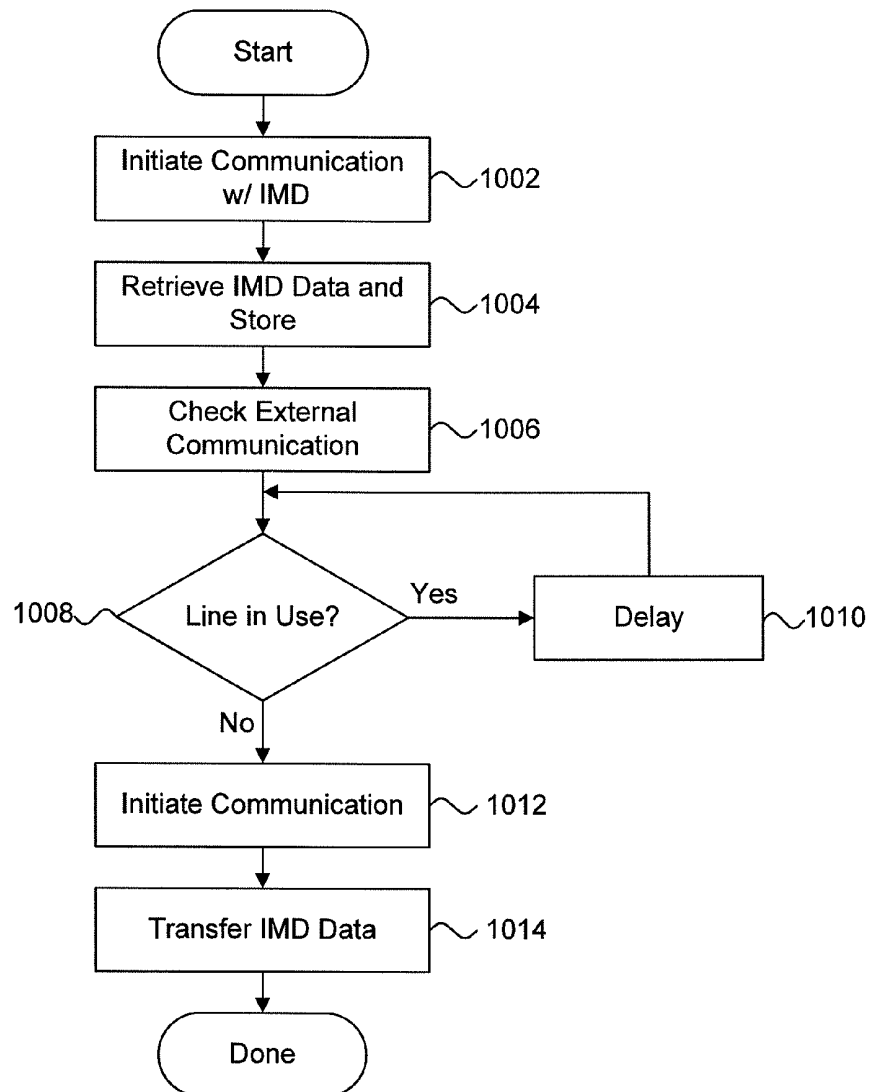 Start
Initiate Communication
w/ IMD
1002
Retrieve IMD Data and
Store
1004
Check External
Communication
1006
1008
Line in Use?
Yes
Delay
1010
No
Initiate Communication
1012
Transfer IMD Data
1014
Done